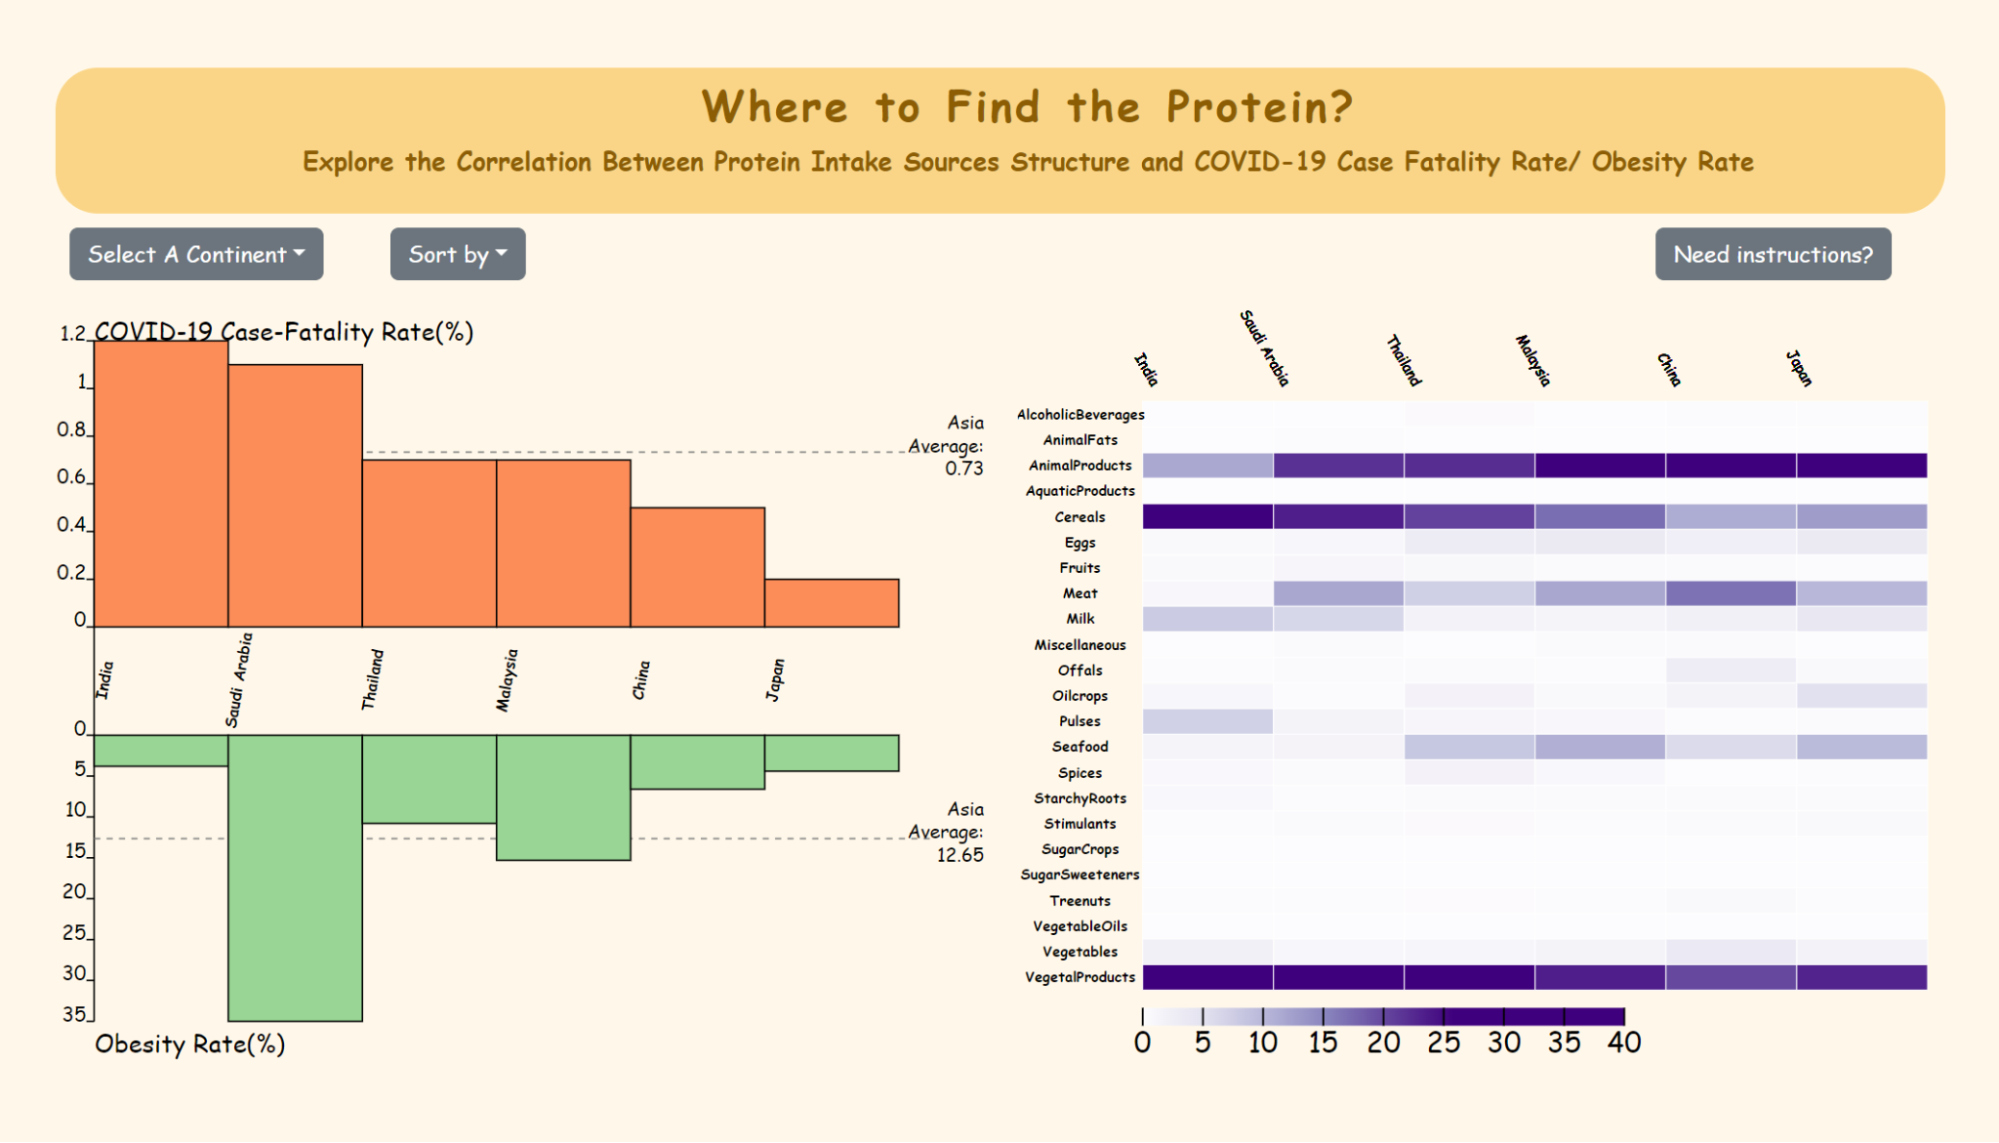 Where to Find the Protein?
Explore the Correlation Between Protein Intake Sources Structure and COVID-19 Case Fatality Rate/ Obesity Rate
Select A Continent
Sort by
Need instructions?
COVID-19 Case-Fatality Rate(%)
1.2
1
0.8
0.6
0.4
0.2
0
Asia
Average:
0.73
India
Saudi Arabia
Thailand
Malaysia
China
Japan
0
5
10
15
20
25
30
35
Asia
Average:
12.65
Obesity Rate(%)
India
Saudi Arabia
Thailand
Malaysia
China
Japan
AlcoholicBeverages
AnimalFats
AnimalProducts
AquaticProducts
Cereals
Eggs
Fruits
Meat
Milk
Miscellaneous
Offals
Oilcrops
Pulses
Seafood
Spices
StarchyRoots
Stimulants
SugarCrops
SugarSweeteners
Treenuts
VegetableOils
Vegetables
VegetalProducts
0 5 10 15 20 25 30 35 40